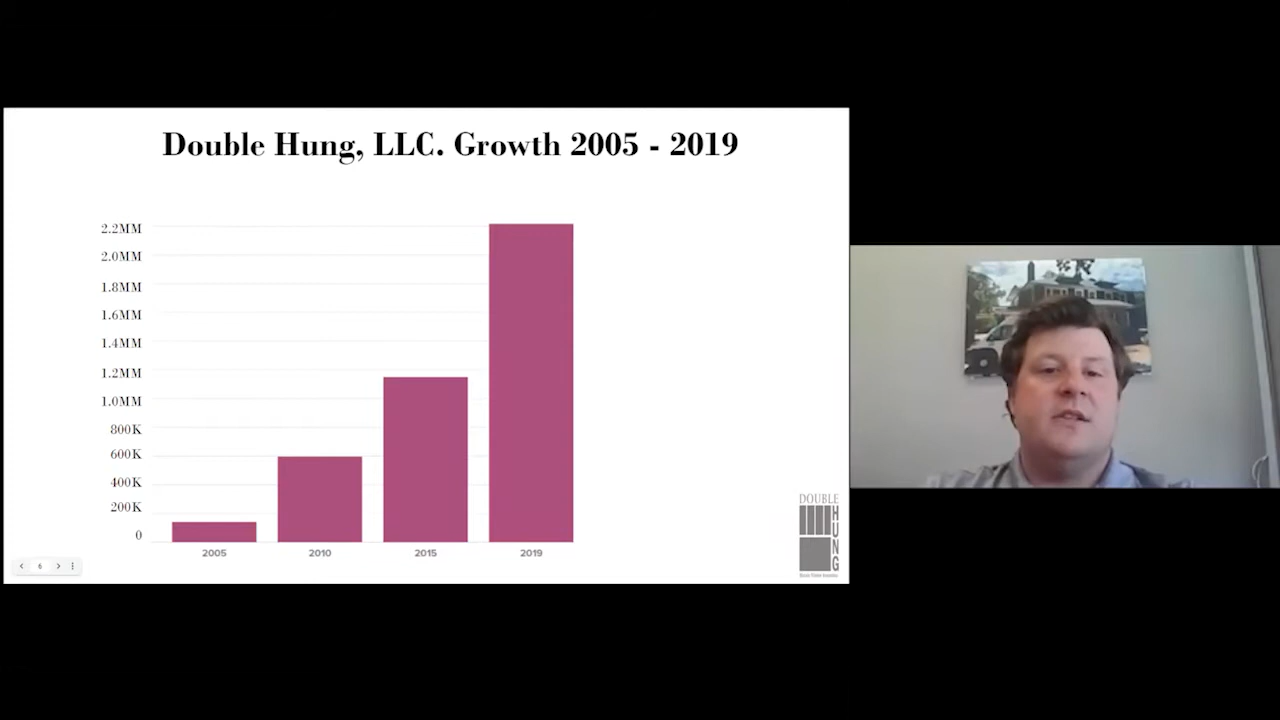 Double Hung, LLC. Growth 2005 - 2019
2.2MM
2.0MM
1.8MM
1.6MM
1.4MM
1.2MM
1.0MM
800K
600K
400K
200K
0
2005 2010 2015 2019
6
DOUBLE
HUNG